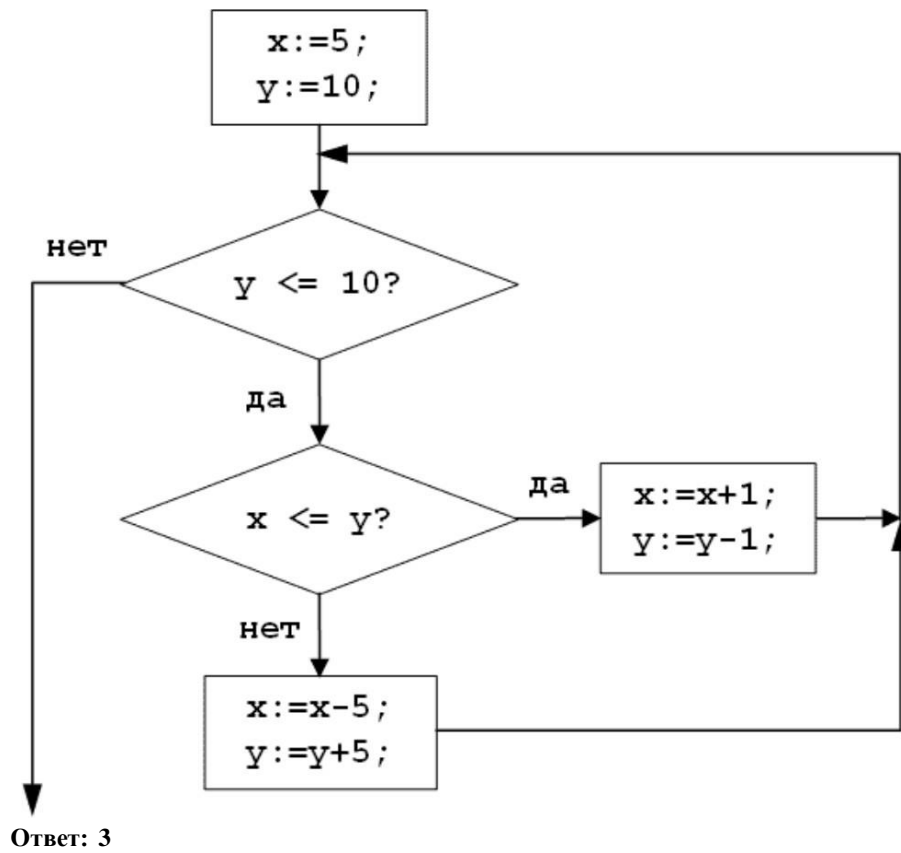 x:=5;
y:=10;
нет
y <= 10?
да
x <= y?
да
x:=x+1;
y:=y-1;
нет
x:=x-5;
y:=y+5;
Ответ: 3